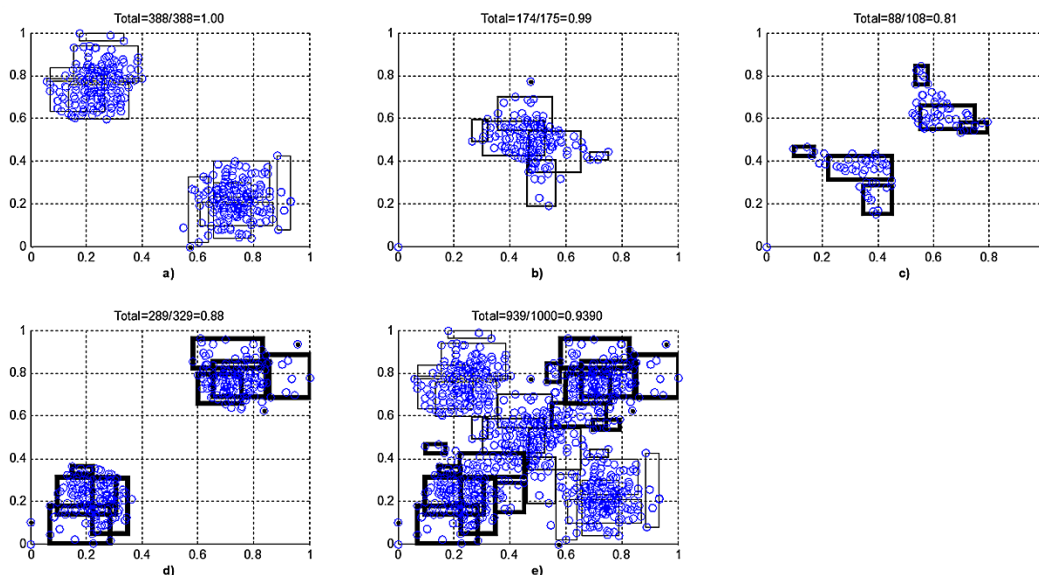 Total=388/388=1.00
1
0.8
0.6
0.4
0.2
0
0 0.2 0.4 0.6 0.8 1
a)
Total=174/175=0.99
1
0.8
0.6
0.4
0.2
0
0 0.2 0.4 0.6 0.8 1
b)
Total=88/108=0.81
1
0.8
0.6
0.4
0.2
0
0 0.2 0.4 0.6 0.8
c)
Total=289/329=0.88
1
0.8
0.6
0.4
0.2
0
0 0.2 0.4 0.6 0.8 1
d)
Total=939/1000=0.9390
1
0.8
0.6
0.4
0.2
0
0 0.2 0.4 0.6 0.8 1
e)